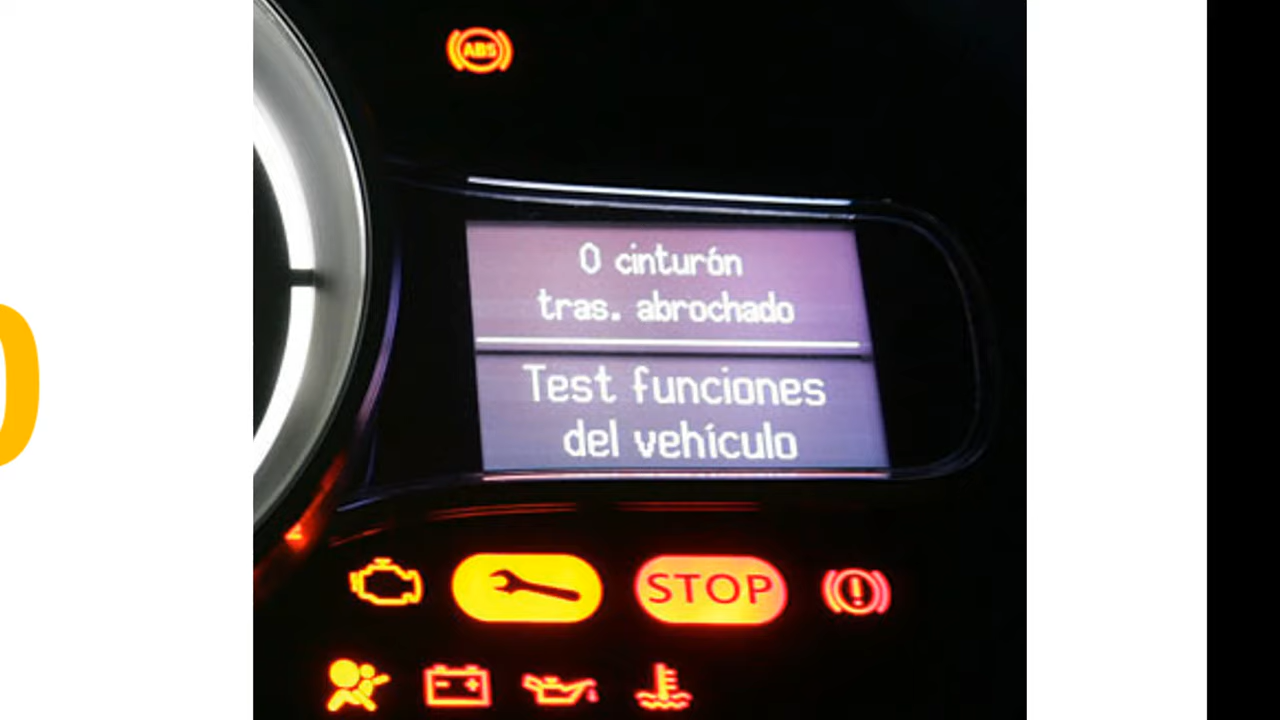 ABS
0 cinturón
tras. abrochado
Test funciones
del vehículo
STOP